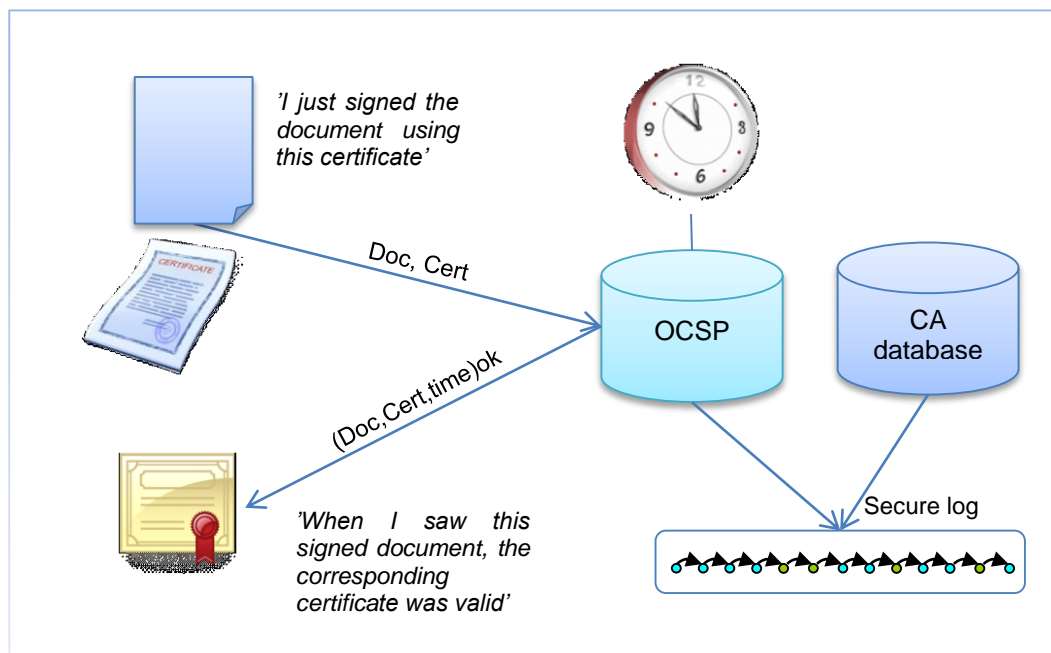 'I just signed the
document using
this certificate'
12
9
8
6
CERTIFICATE
Doc, Cert
OCSP
CA
database
(Doc,Cert,time)ok
'When I saw this
signed document, the
corresponding
certificate was valid'
Secure log